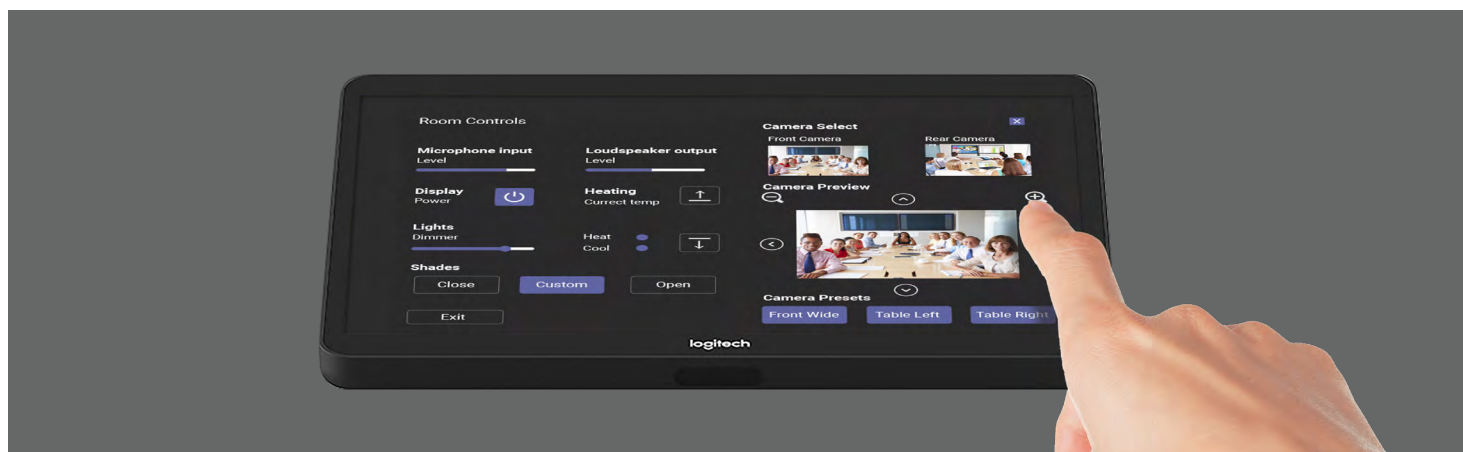 Room Controls
Microphone input
Level
Loudspeaker output
Level
Display
Power
Heating
Currect temp
Lights
Dimmer
Heat
Cool
Shades
Close
Custom
Open
Exit
Camera Select
Front Camera
Rear Camera
Camera Preview
Camera Presets
Front Wide
Table Left
Table Right
logitech